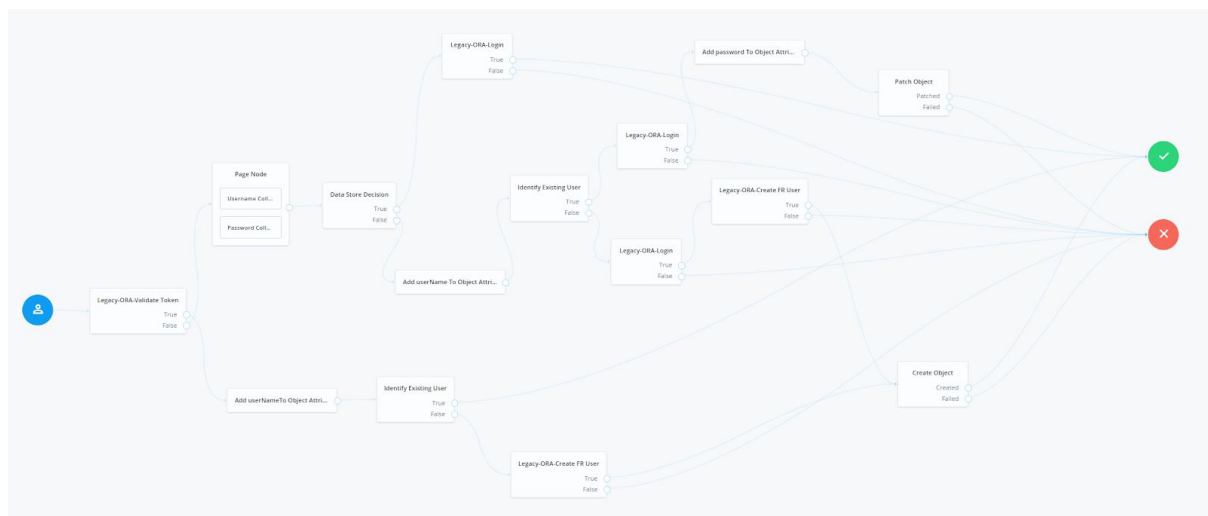 Legacy-ORA-Login
True
False
Add password To Object Attri...
Patch Object
Patched
Failed
Legacy-ORA-Login
True
False
Page Node
Username Coll...
Password Coll...
Data Store Decision
True
False
Identify Existing User
True
False
Legacy-ORA-Create FR User
True
False
Legacy-ORA-Login
True
False
Add userName To Object Attri...
Legacy-ORA-Validate Token
True
False
Create Object
Created
Failed
Add userNameTo Object Attri...
Identify Existing User
True
False
Legacy-ORA-Create FR User
True
False